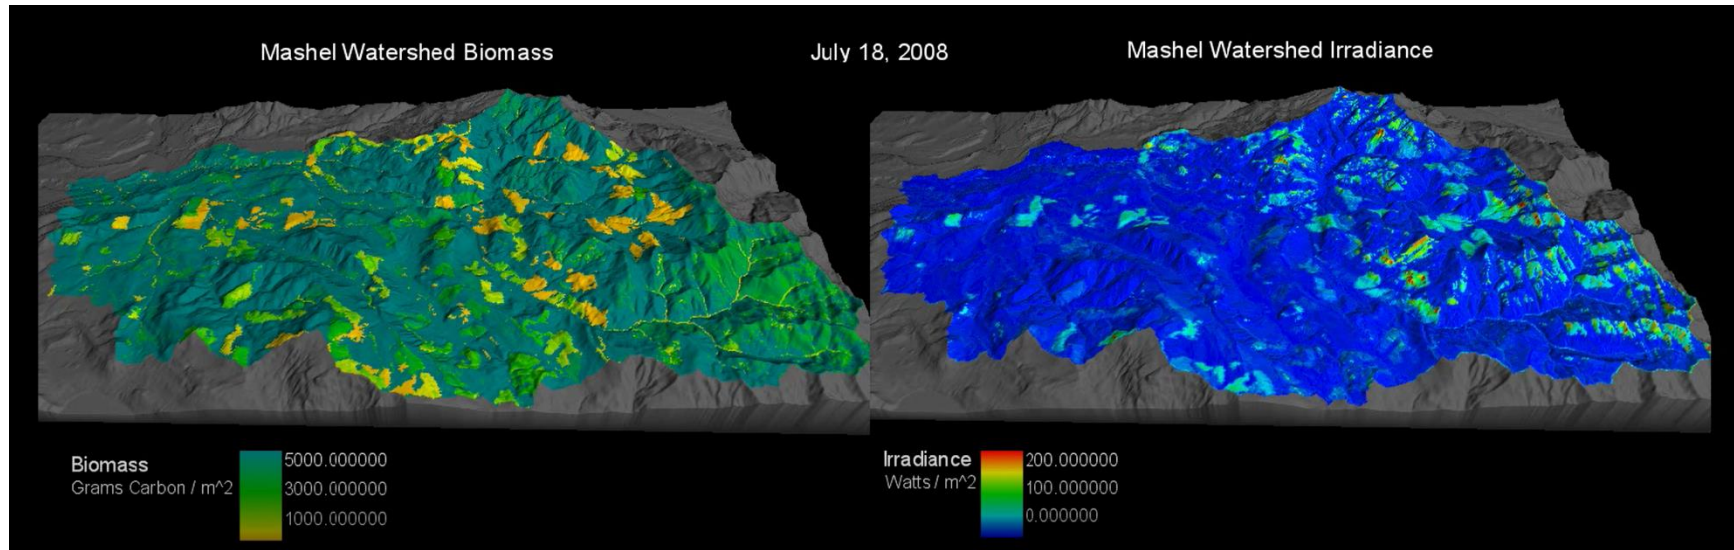 Mashel Watershed Biomass
July 18, 2008
Mashel Watershed Irradiance
Biomass
Grams Carbon / m^2
5000.000000
3000.000000
1000.000000
Irradiance
Watts / m^2
200.000000
100.000000
0.000000